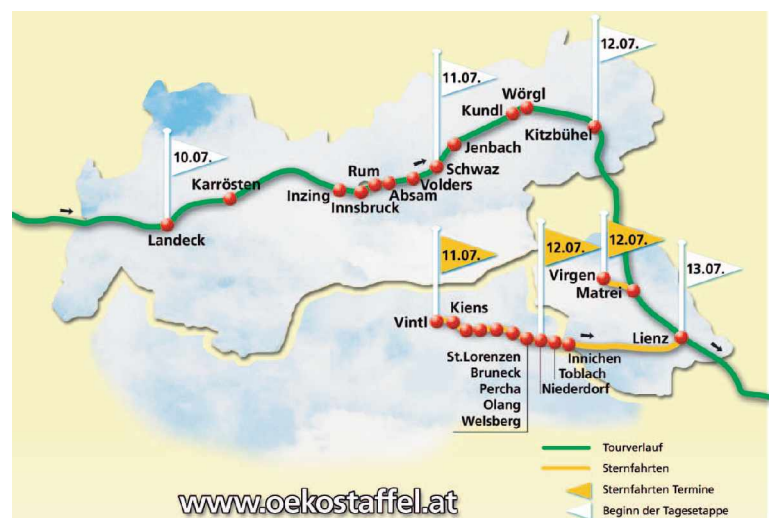 12.07.
11.07.
Wörgl
Kundl
Kitzbühel
10.07.
Jenbach
Rum
Schwaz
Karrösten
Volders
Inzing
Absam
Innsbruck
Landeck
12.07.
12.07.
11.07.
13.07.
Virgen
Matrei
Kiens
Vintl
Lienz
St.Lorenzen
Innichen
Bruneck
Toblach
Percha
Niederdorf
Olang
Welsberg
Tourverlauf
Sternfahrten
Sternfahrten Termine
Beginn der Tagesetappe
www.oekostaffel.at